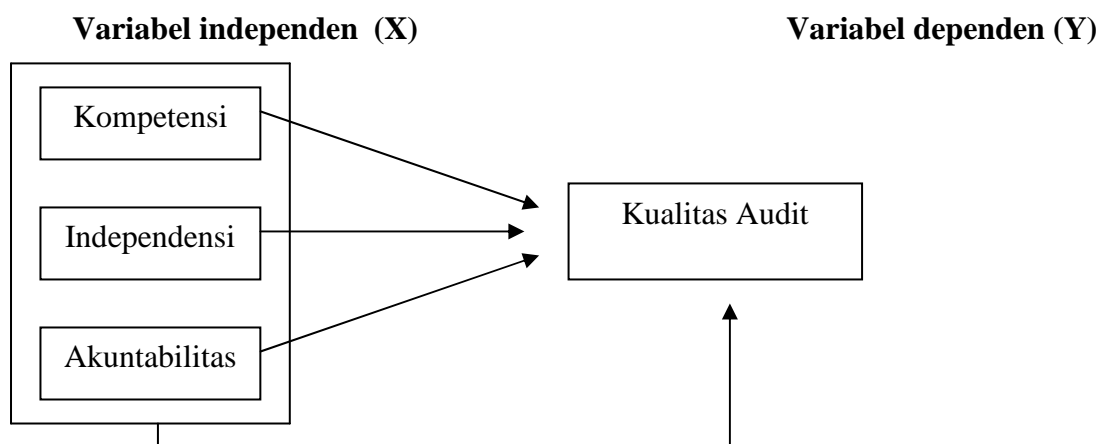 Variabel independen (X) Variabel dependen (Y)
Kompetensi
Independensi
Akuntabilitas
Kualitas Audit